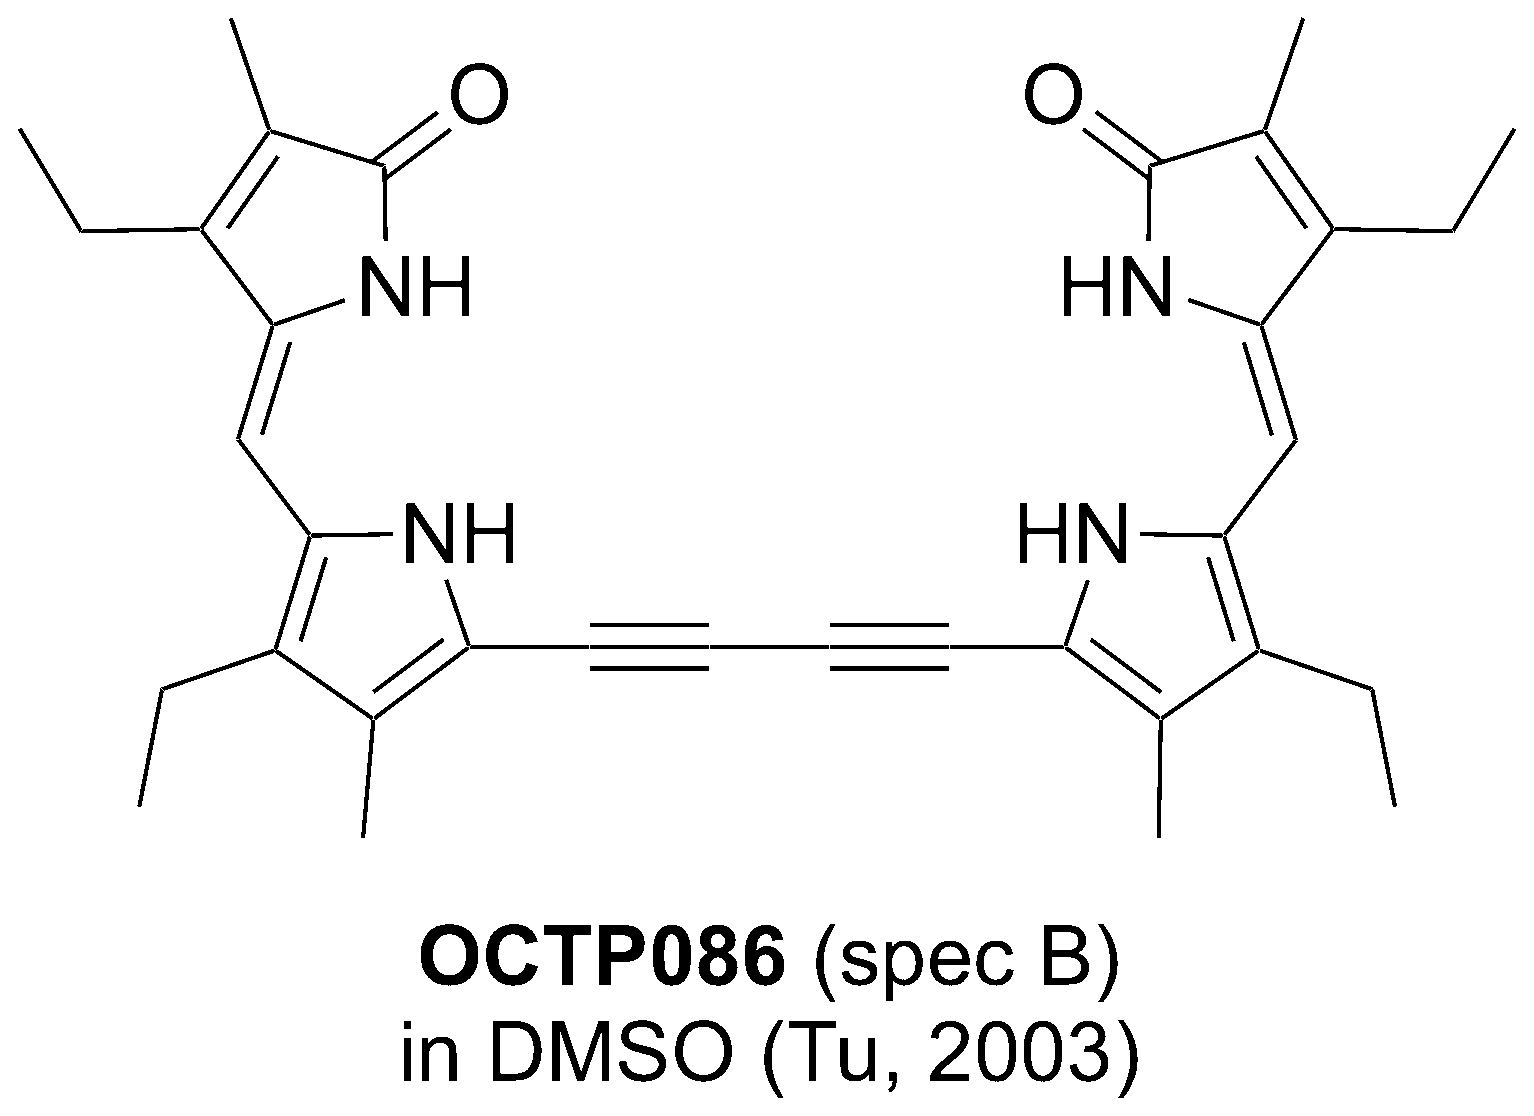 O O
NH HN
NH HN
OCTP086 (spec B)
in DMSO (Tu, 2003)